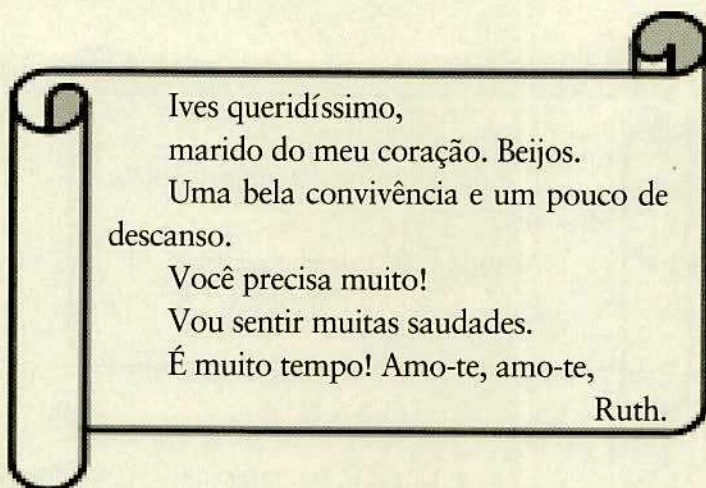 Ives queridíssimo,
marido do meu coração. Beijos.
Uma bela convivência e um pouco de
descanso.
Você precisa muito!
Vou sentir muitas saudades.
É muito tempo! Amo-te, amo-te,
Ruth.